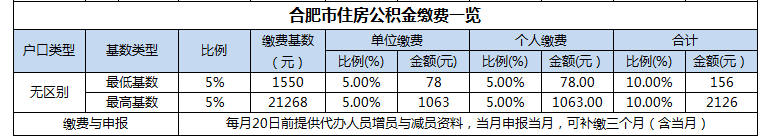 合肥市住房公积金缴费一览
户口类型 基数类型 比例 缴费基数（元） 单位缴费 个人缴费 合计
比例(%) 金额(元) 比例(%) 金额(元） 比例(%) 金额(元）
无区别 最低基数 5% 1550 5.00% 78 5.00% 78.00 10.00% 156
最高基数 5% 21268 5.00% 1063 5.00% 1063.00 10.00% 2126
缴费与申报 每月20日前提供代办人员增员与减员资料，当月申报当月，可补缴三个月（含当月）